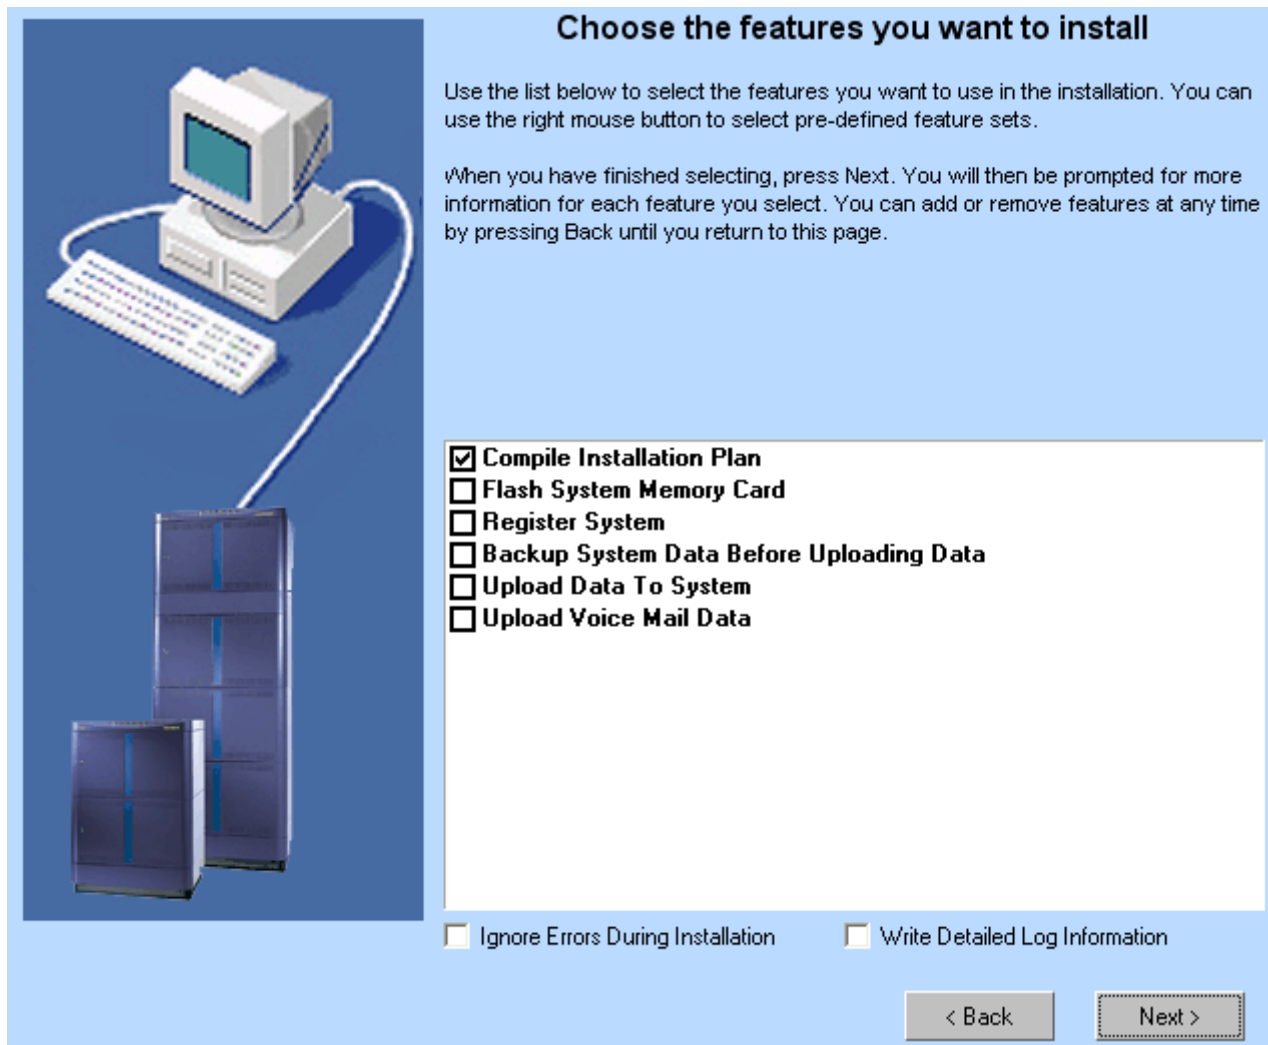 Choose the features you want to install
Use the list below to select the features you want to use in the installation. You can
use the right mouse button to select pre-defined feature sets.
When you have finished selecting, press Next. You will then be prompted for more
information for each feature you select. You can add or remove features at any time
by pressing Back until you return to this page.
Compile Installation Plan
Flash System Memory Card
Register System
Backup System Data Before Uploading Data
Upload Data To System
Upload Voice Mail Data
Ignore Errors During Installation
Write Detailed Log Information
< Back
Next >